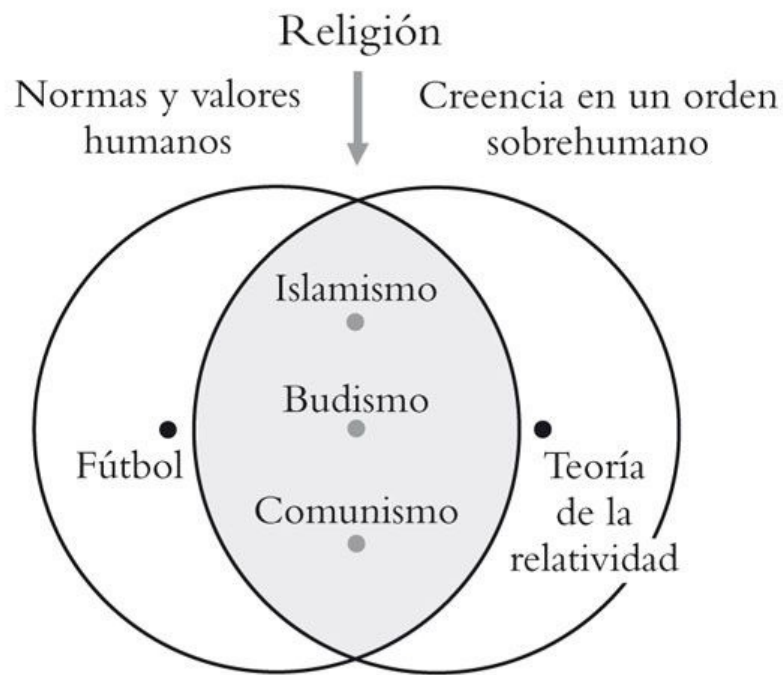 Religión
Normas y valores
humanos
Creencia en un orden
sobrehumano
Islamismo
Budismo
Comunismo
Fútbol
Teoría
de la
relatividad